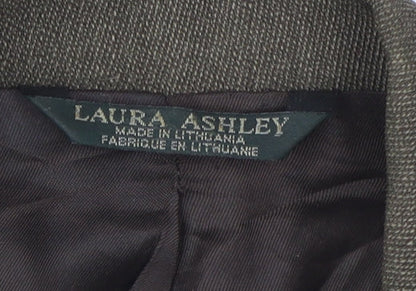 LAURA ASHLEY
MADE IN LITHUANIA
FABRIQUE EN LITHUANIE